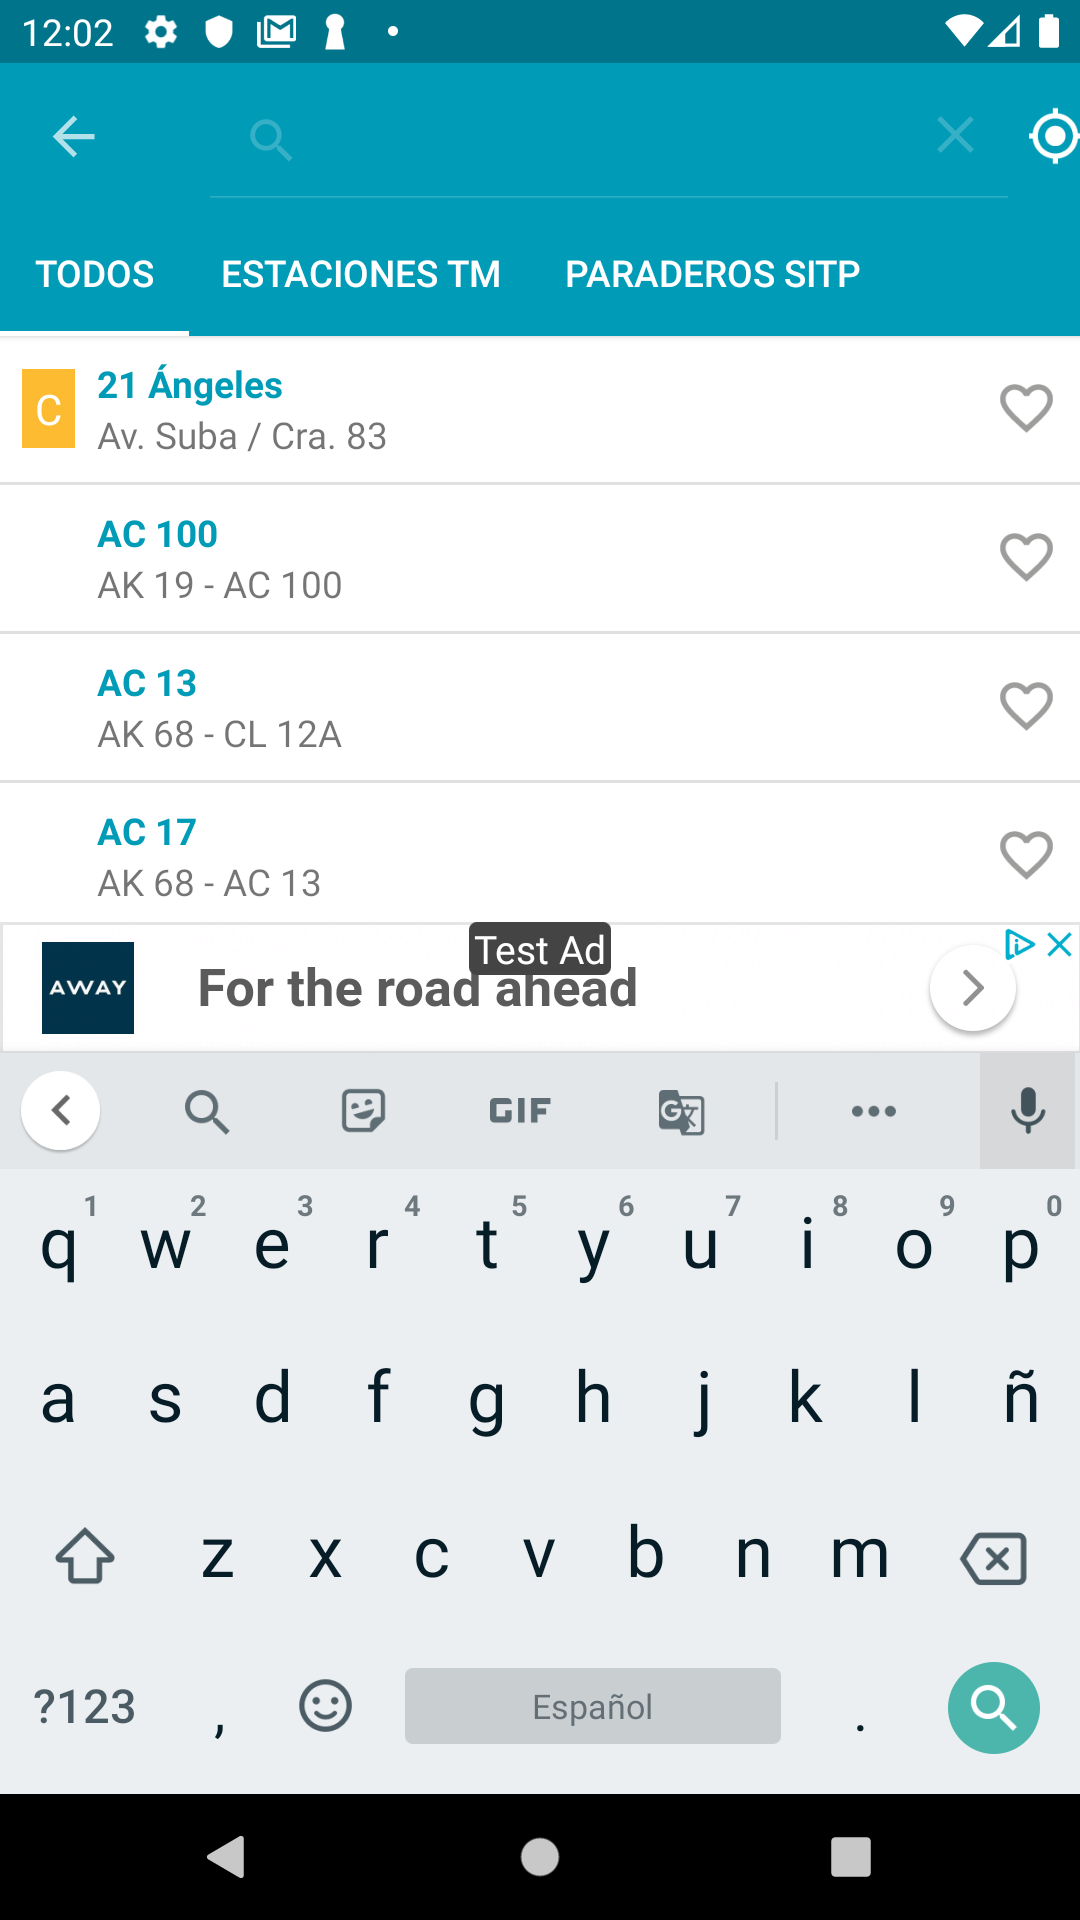 12:02
TODOS ESTACIONES TM PARADEROS SITP
C
21 Ángeles
Av. Suba / Cra. 83
AC 100
AK 19 - AC 100
AC 13
AK 68 - CL 12A
AC 17
AK 68 - AC 13
Test Ad
AWAY
For the road ahead
GIF
1 2 3 4 5 6 7 8 9 0
q w e r t y u i o p
a s d f g h j k l ñ
z x c v b n m
?123 , Español .